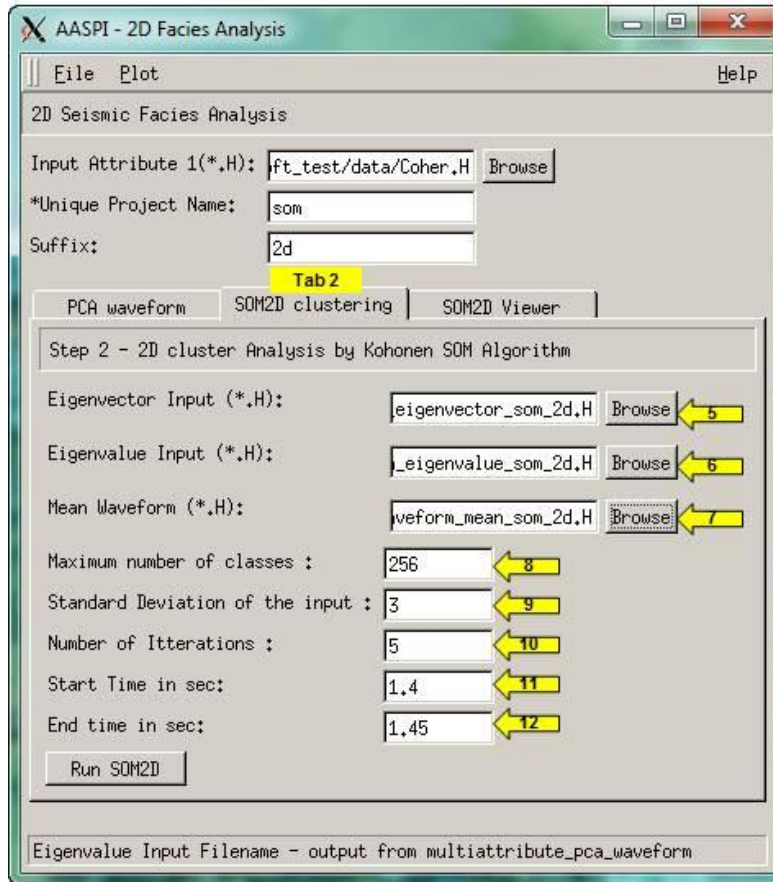 AASPI - 2D Facies Analysis
File Plot Help
2D Seismic Facies Analysis
Input Attribute 1(*.H): ft_test/data/Coher.H Browse
*Unique Project Name: som
Suffix: 2d
Tab 2
PCA waveform SOM2D clustering SOM2D Viewer
Step 2 - 2D cluster Analysis by Kohonen SOM Algorithm
Eigenvector Input (*.H): _eigenvector_som_2d.H Browse 5
Eigenvalue Input (*.H): _eigenvalue_som_2d.H Browse 6
Mean Waveform (*.H): aveform_mean_som_2d.H Browse 7
Maximum number of classes : 256 8
Standard Deviation of the input : 3 9
Number of Itterations : 5 10
Start Time in sec: 1.4 11
End time in sec: 1.45 12
Run SOM2D
Eigenvalue Input Filename - output from multiattribute_pca_waveform